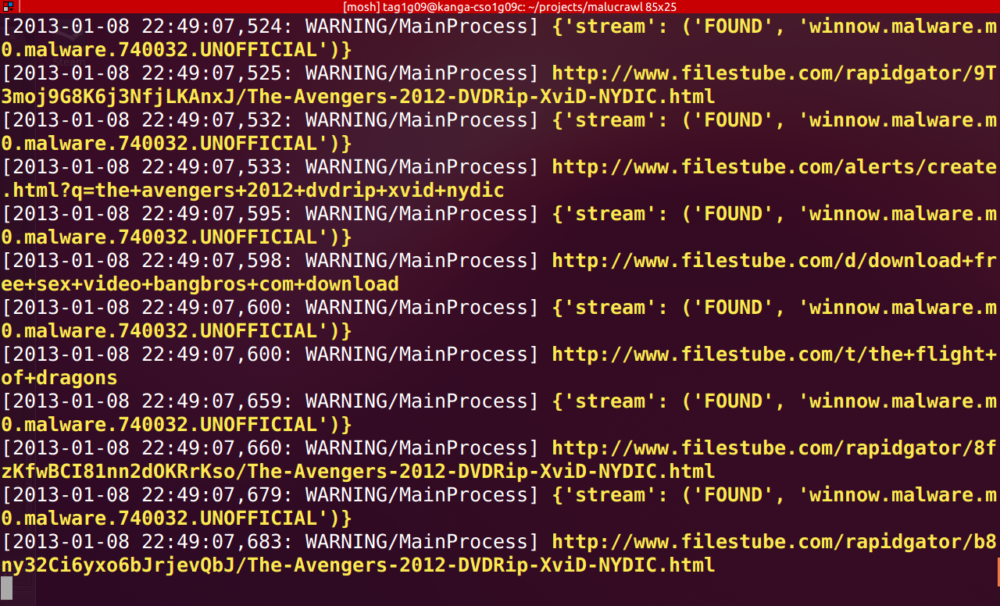 [mosh] tag1g09@kanga-cso1g09c: ~/projects/malucrawl 85x25
[2013-01-08 22:49:07,524: WARNING/MainProcess] {'stream': ('FOUND', 'winnow.malware.m
0.malware.740032.UNOFFICIAL')}
Steam
[2013-01-08 22:49:07,525: WARNING/MainProcess] http://www.filestube.com/rapidgator/9T
3moj9G8K6j3NfjLKAnxJ/The-Avengers-2012-DVDRip-XviD-NYDIC.html
[2013-01-08 22:49:07,532: WARNING/MainProcess] {'stream': ('FOUND', 'winnow.malware.m
0.malware.740032.UNOFFICIAL')}
[2013-01-08 22:49:07,533: WARNING/MainProcess] http://www.filestube.com/alerts/create
.html?q=the+avengers+2012+dvdrip+xvid+nydic
[2013-01-08 22:49:07,595: WARNING/MainProcess] {'stream': ('FOUND', 'winnow.malware.m
0.malware.740032.UNOFFICIAL')}
[2013-01-08 22:49:07,598: WARNING/MainProcess] http://www.filestube.com/d/download+fr
ee+sex+video+bangbros+com+download
[2013-01-08 22:49:07,600: WARNING/MainProcess] {'stream': ('FOUND', 'winnow.malware.m
0.malware.740032.UNOFFICIAL')}
[2013-01-08 22:49:07,600: WARNING/MainProcess] http://www.filestube.com/t/the+flight+
of+dragons
[2013-01-08 22:49:07,659: WARNING/MainProcess] {'stream': ('FOUND', 'winnow.malware.m
0.malware.740032.UNOFFICIAL')}
[2013-01-08 22:49:07,660: WARNING/MainProcess] http://www.filestube.com/rapidgator/8f
zKfwBCI81nn2dOKRrKso/The-Avengers-2012-DVDRip-XviD-NYDIC.html
[2013-01-08 22:49:07,679: WARNING/MainProcess] {'stream': ('FOUND', 'winnow.malware.m
0.malware.740032.UNOFFICIAL')}
[2013-01-08 22:49:07,683: WARNING/MainProcess] http://www.filestube.com/rapidgator/b8
ny32Ci6yxo6bJrjevQbJ/The-Avengers-2012-DVDRip-XviD-NYDIC.html